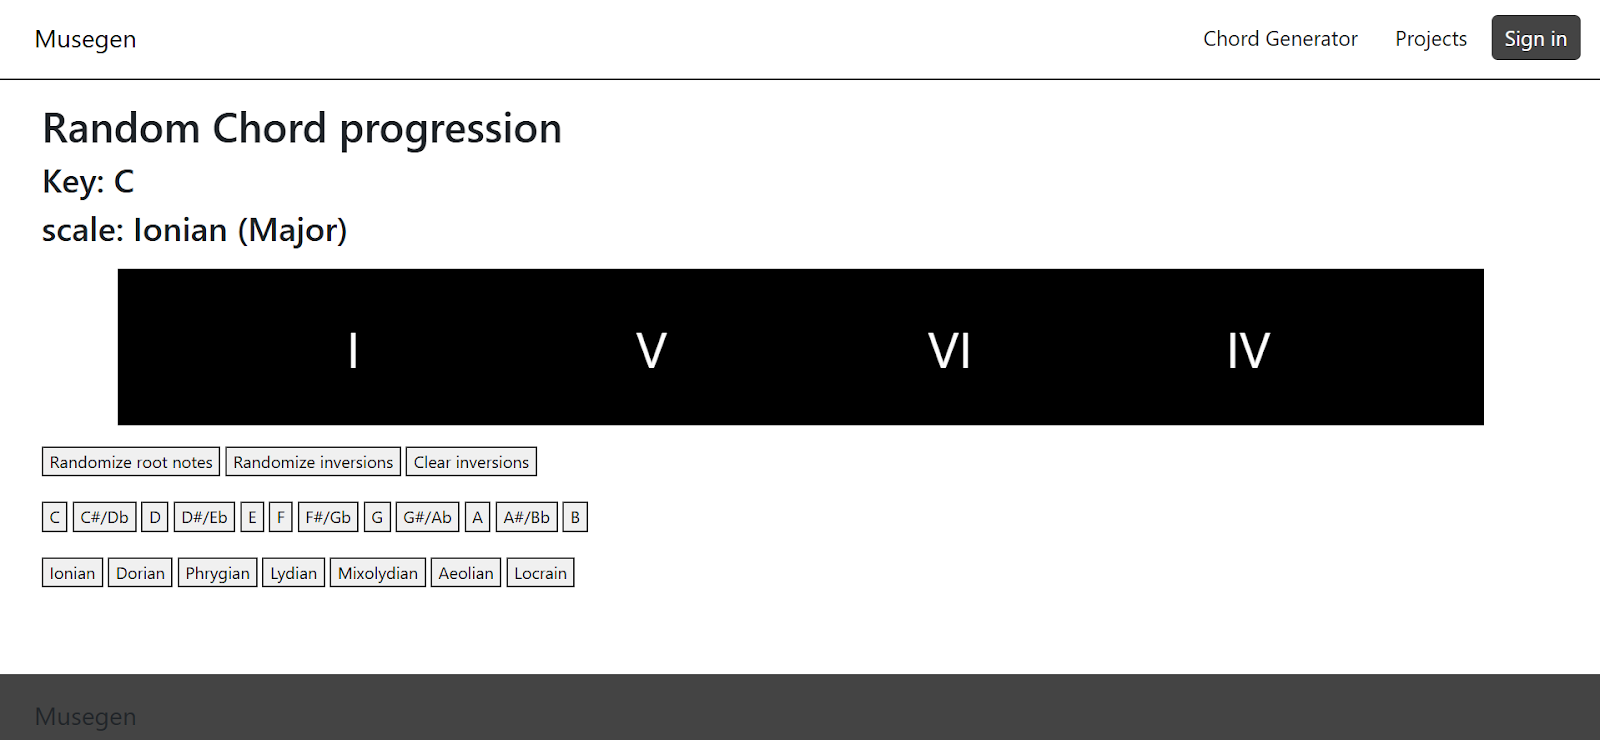 Musegen Chord Generator Projects Sign in
Random Chord progression
Key: C
scale: Ionian (Major)
I V VI IV
Randomize root notes Randomize inversions Clear inversions
C C#/Db D D#/Eb E F F#/Gb G G#/Ab A A#/Bb B
Ionian Dorian Phrygian Lydian Mixolydian Aeolian Locrain
Musegen